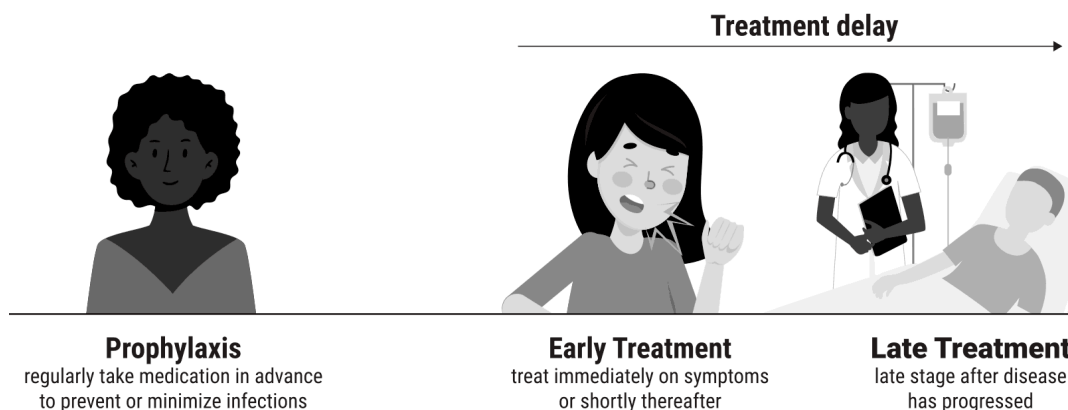 Treatment delay
Prophylaxis
regularly take medication in advance
to prevent or minimize infections
Early Treatment
treat immediately on symptoms
or shortly thereafter
Late Treatment
late stage after disease
has progressed